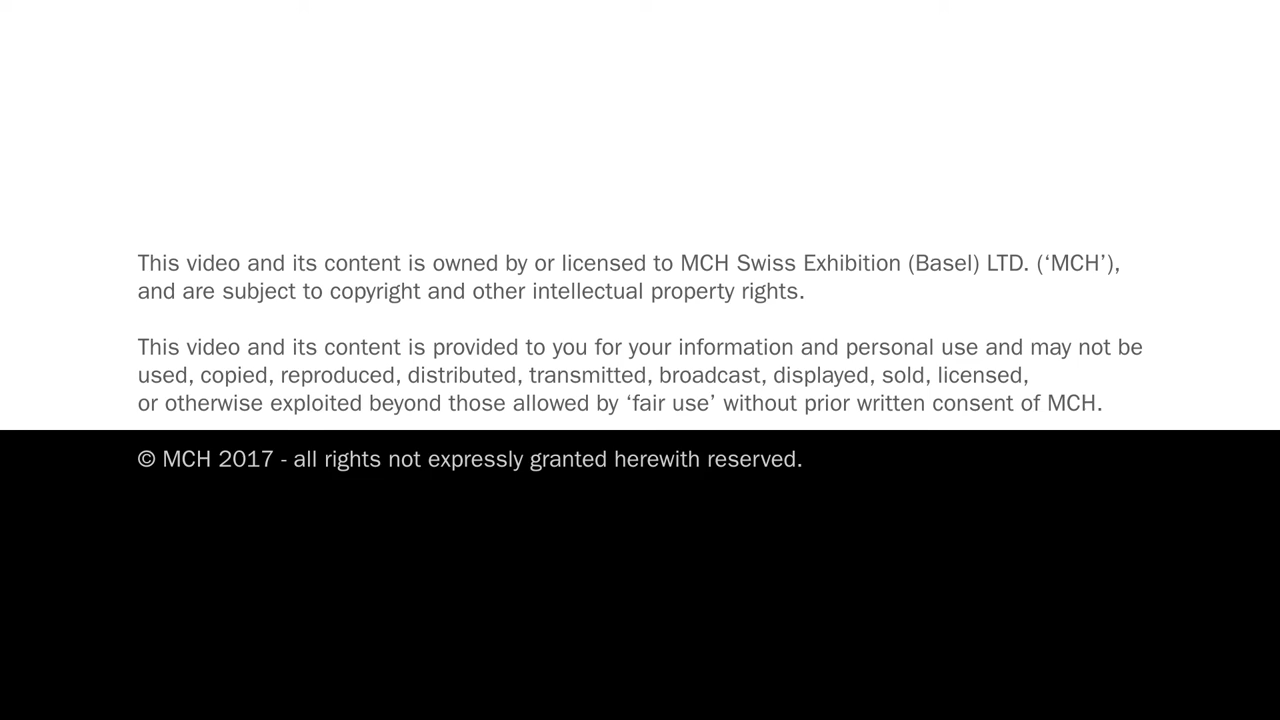 This video and its content is owned by or licensed to MCH Swiss Exhibition (Basel) LTD. (‘MCH’),
and are subject to copyright and other intellectual property rights.
This video and its content is provided to you for your information and personal use and may not be
used, copied, reproduced, distributed, transmitted, broadcast, displayed, sold, licensed,
or otherwise exploited beyond those allowed by ‘fair use’ without prior written consent of MCH.
© MCH 2017 - all rights not expressly granted herewith reserved.